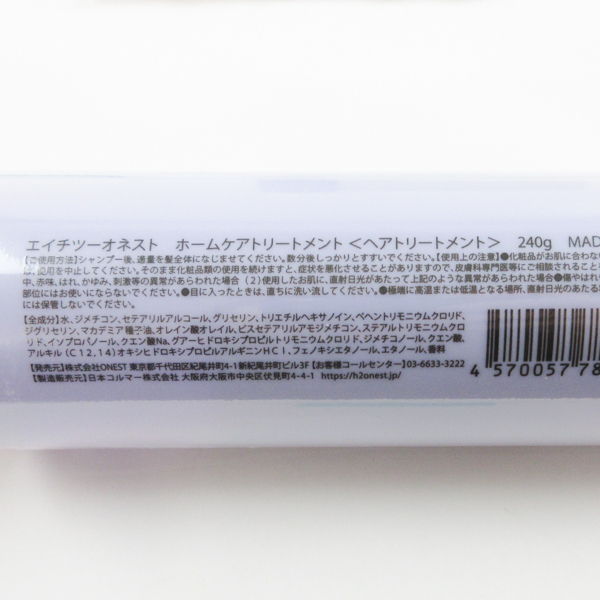 エイチツーオネスト　ホームケアトリートメント＜ヘアトリートメント＞　240g　MAD
【ご使用方法】シャンプー後、適量を髪全体になじませてください。数分後しっかりとすすいでください。【使用上の注意】●化粧品がお肌に合わな
は、使用を中止してください。そのまま化粧品類の使用を続けますと、症状を悪化させることがありますので、皮膚科専門医等にご相談されること
中、赤味、はれ、かゆみ、刺激等の異常があらわれた場合（2）使用したお肌に、直射日光があたって上記のような異常があらわれた場合●傷やはれ
部位にはお使いにならないでください。●目に入ったときは、直ちに洗い流してください。●極端に高温または低温となる場所、直射日光のあたる
には保管しないでください。
【全成分】水、ジメチコン、セテアリルアルコール、グリセリン、トリエチルヘキサノイン、ベヘントリモニウムクロリド、
ジグリセリン、マカデミア種子油、オレイン酸オレイル、ビスセテアリルアモジメチコン、ステアルトリモニウムクロ
リド、イソプロパノール、クエン酸Na、グアーヒドロキシプロピルトリモニウムクロリド、ジメチコノール、クエン酸、
アルキル（C12,14）オキシヒドロキシプロピルアルギニンHCl、フェノキシエタノール、エタノール、香料
【発売元】株式会社ONEST 東京都千代田区紀尾井町4-1新紀尾井町ビル3F【お客様コールセンター】03-6633-3222
【製造販売元】日本コルマー株式会社 大阪府大阪市中央区伏見町4-4-1 https://h2onest.jp/
4 570057 78